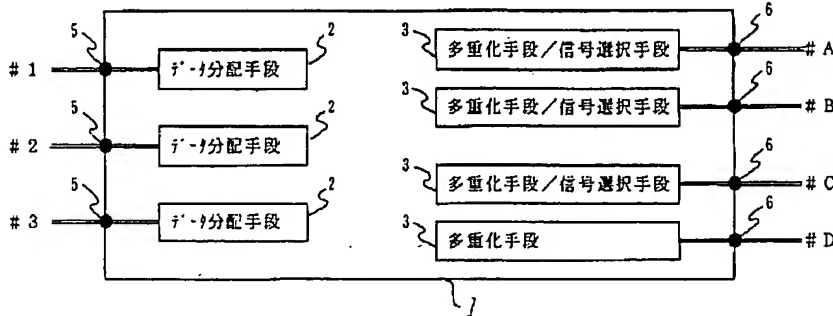 5 2 3 6
# 1 データ分配手段 多重化手段/信号選択手段 # A
3 6
多重化手段/信号選択手段 # B
5 2
# 2 データ分配手段
3 6
多重化手段/信号選択手段 # C
5 2
# 3 データ分配手段
3 6
多重化手段 # D
1